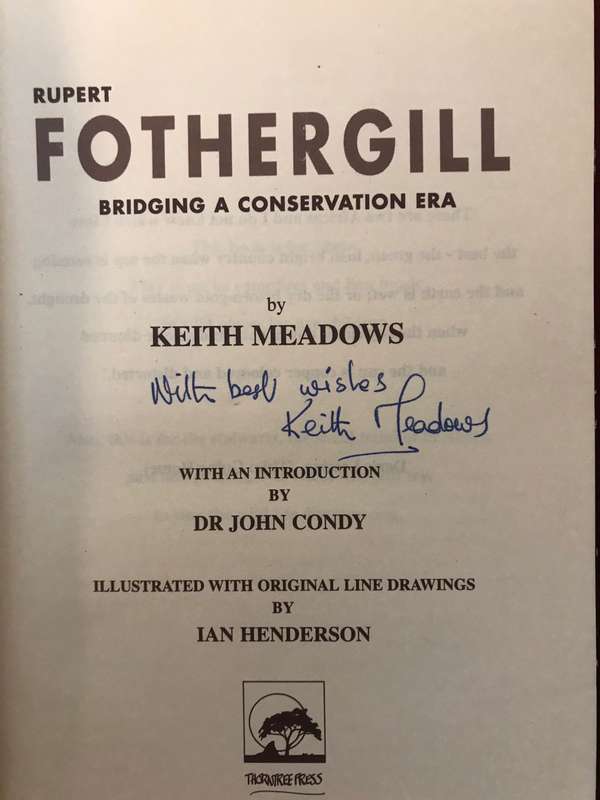 RUPERT
FOTHERGILL
BRIDGING A CONSERVATION ERA
by
KEITH MEADOWS
With best wishes
Keith Meadows
WITH AN INTRODUCTION
BY
DR JOHN CONDY
ILLUSTRATED WITH ORIGINAL LINE DRAWINGS
BY
IAN HENDERSON
THORNTREE PRESS